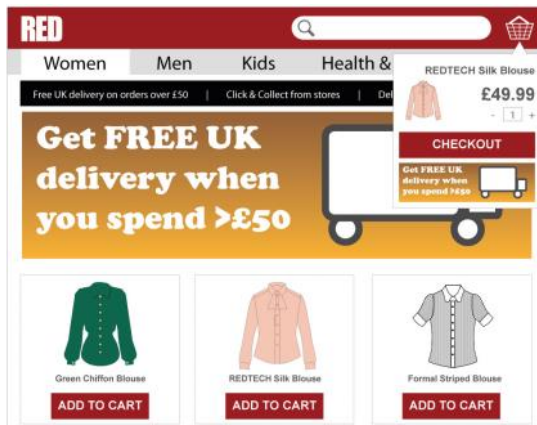 RED
Women Men Kids Health &
Free UK delivery on orders over £50 | Click & Collect from stores | Del
REDTECH Silk Blouse
£49.99
- 1 +
CHECKOUT
Get FREE UK
delivery when
you spend >£50
Get FREE UK
delivery when
you spend >£50
Green Chiffon Blouse
ADD TO CART
REDTECH Silk Blouse
ADD TO CART
Formal Striped Blouse
ADD TO CART